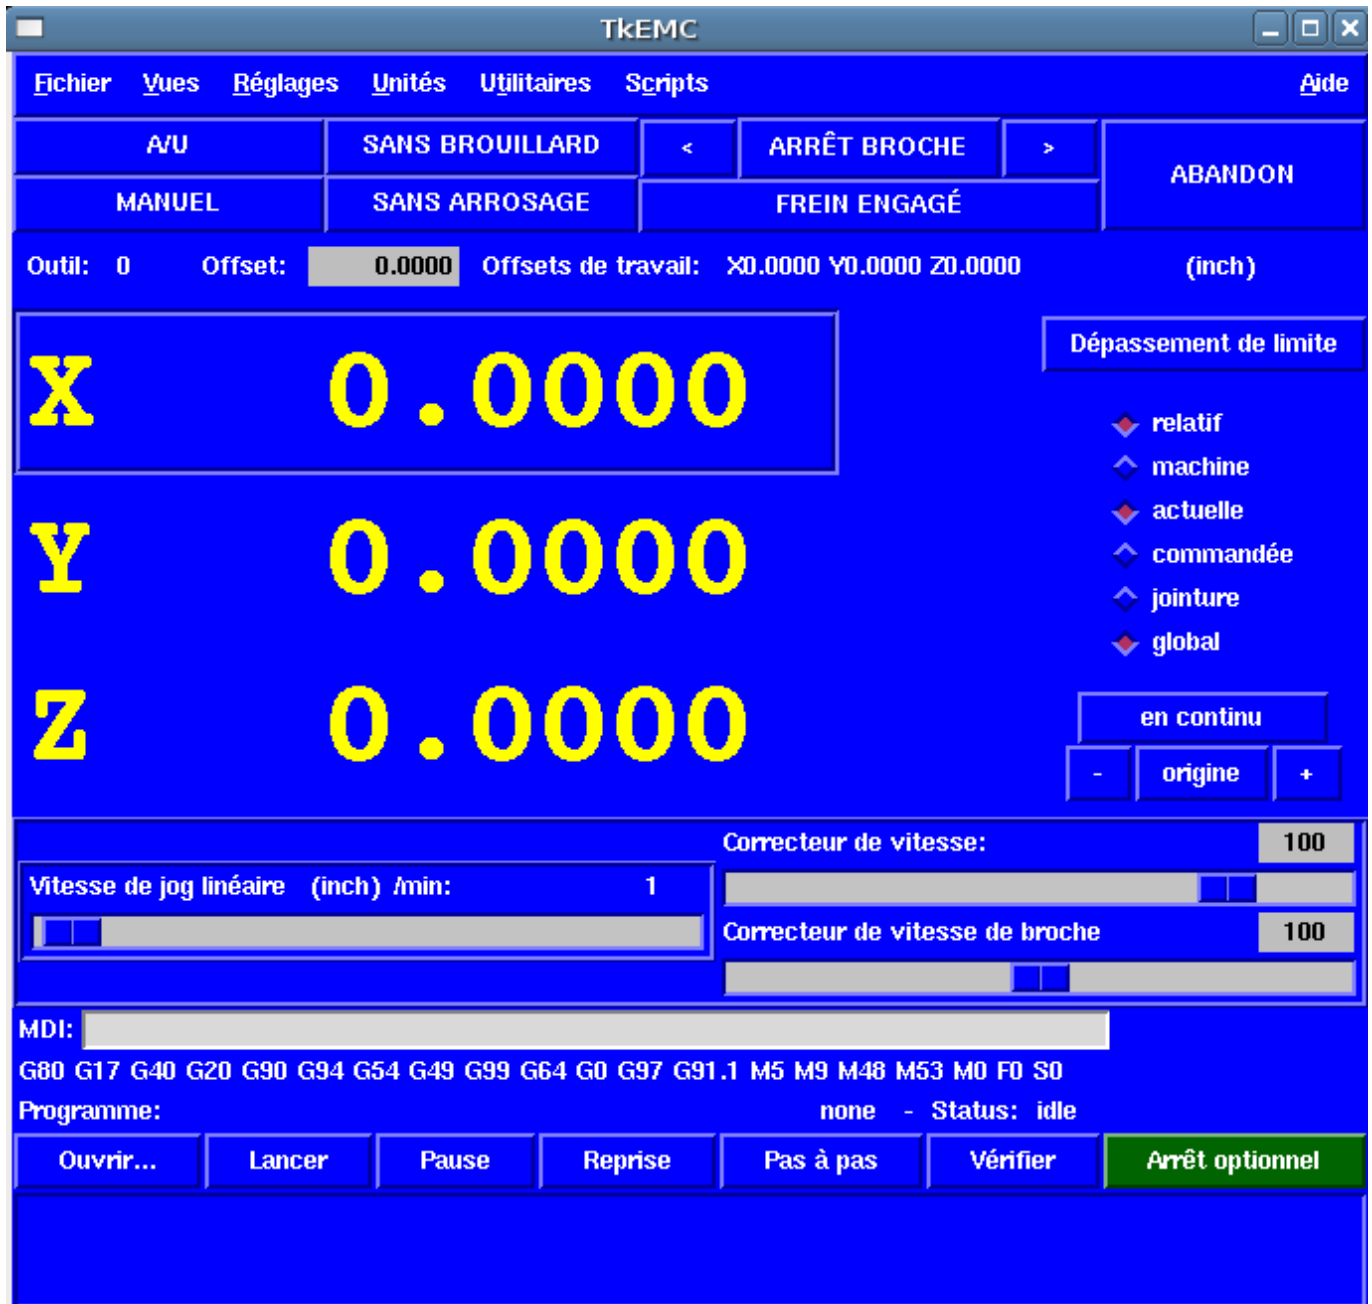 TkEMC
Fichier Vues Réglages Unités Utilitaires Scripts Aide
A/U SANS BROUILLARD < ARRÊT BROCHE > ABANDON
MANUEL SANS ARROSAGE FREIN ENGAGÉ
Outil: 0 Offset: 0.0000 Offsets de travail: X0.0000 Y0.0000 Z0.0000 (inch)
Dépassement de limite
X 0.0000
relatif
machine
actuelle
Y 0.0000
commandée
jointure
global
Z 0.0000
en continu
- origine +
Correcteur de vitesse: 100
Vitesse de jog linéaire (inch) /min: 1
Correcteur de vitesse de broche 100
MDI:
G80 G17 G40 G20 G90 G94 G54 G49 G99 G64 G0 G97 G91.1 M5 M9 M48 M53 M0 F0 S0
Programme: none - Status: idle
Ouvrir... Lancer Pause Reprise Pas à pas Vérifier Arrêt optionnel